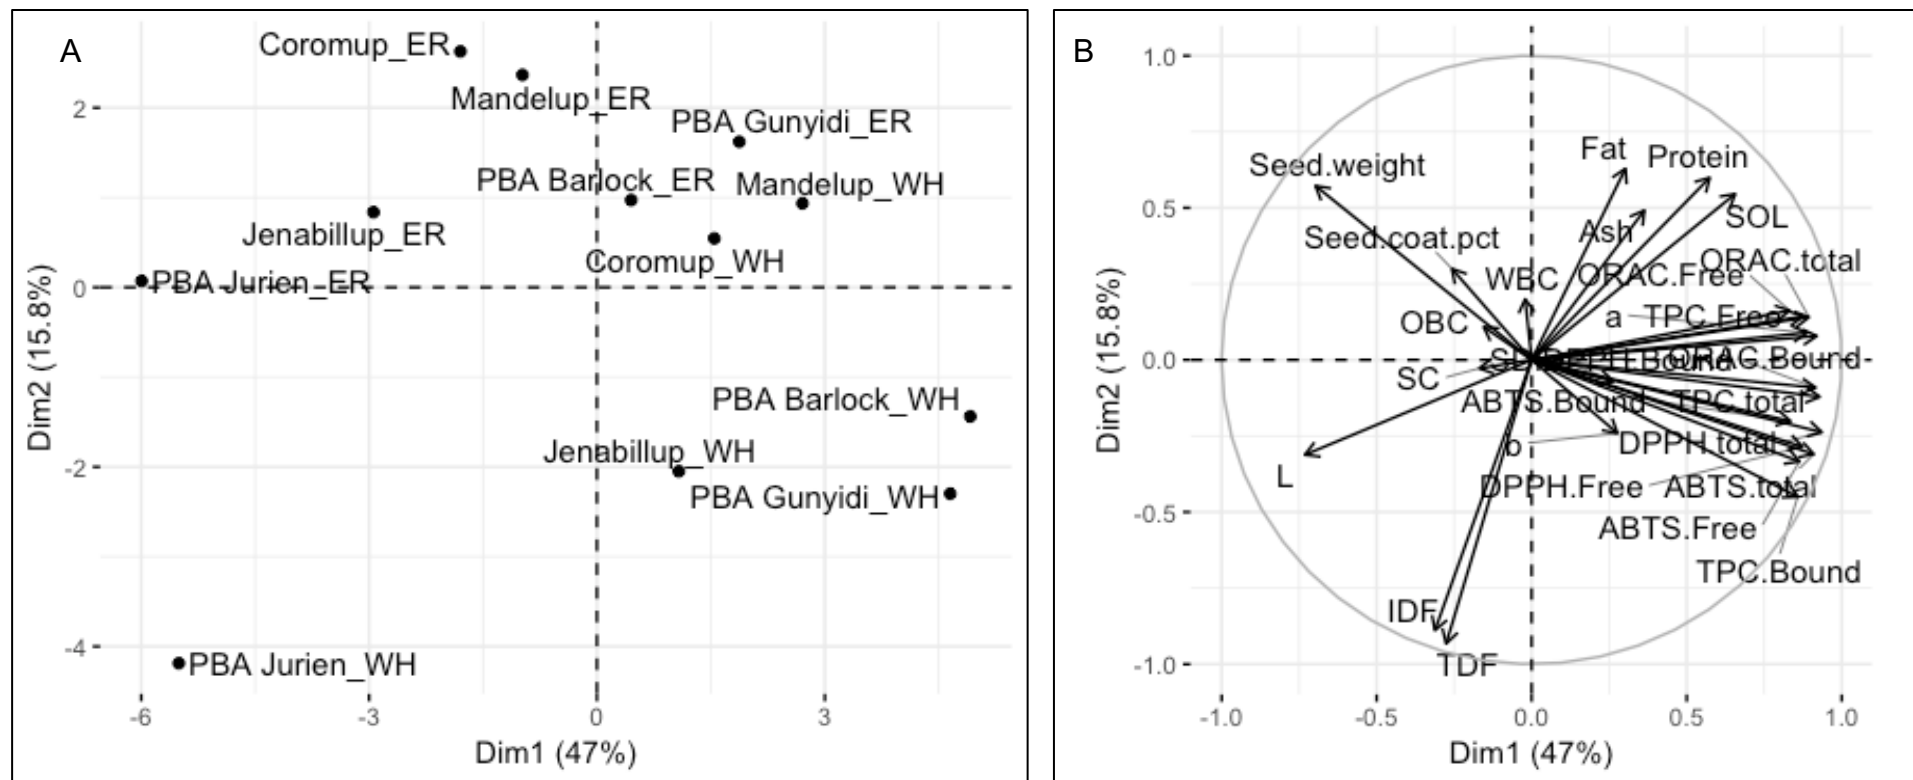 A
Coromup_ER
Mandelup_ER
PBA Gunyidi_ER
PBA Barlock_ER
Mandelup_WH
Jenabillup_ER
Coromup_WH
PBA Jurien_ER
PBA Barlock_WH
Jenabillup_WH
PBA Gunyidi_WH
PBA Jurien_WH
2
0
-2
-4
-6
-3
0
3
Dim1 (47%)
Dim2 (15.8%)
B
Fat
Protein
Seed.weight
SOL
Ash
Seed.coat.pct
ORAC.total
WBC
ORAC.Free
a
TPC.Free
OBC
DPPH.Bound
ORAC.Bound
SC
ABTS.Bound
TPC.total
b
DPPH.total
L
DPPH.Free
ABTS.total
ABTS.Free
TPC.Bound
IDF
TDF
1.0
0.5
0.0
-0.5
-1.0
-1.0
-0.5
0.0
0.5
1.0
Dim1 (47%)
Dim2 (15.8%)